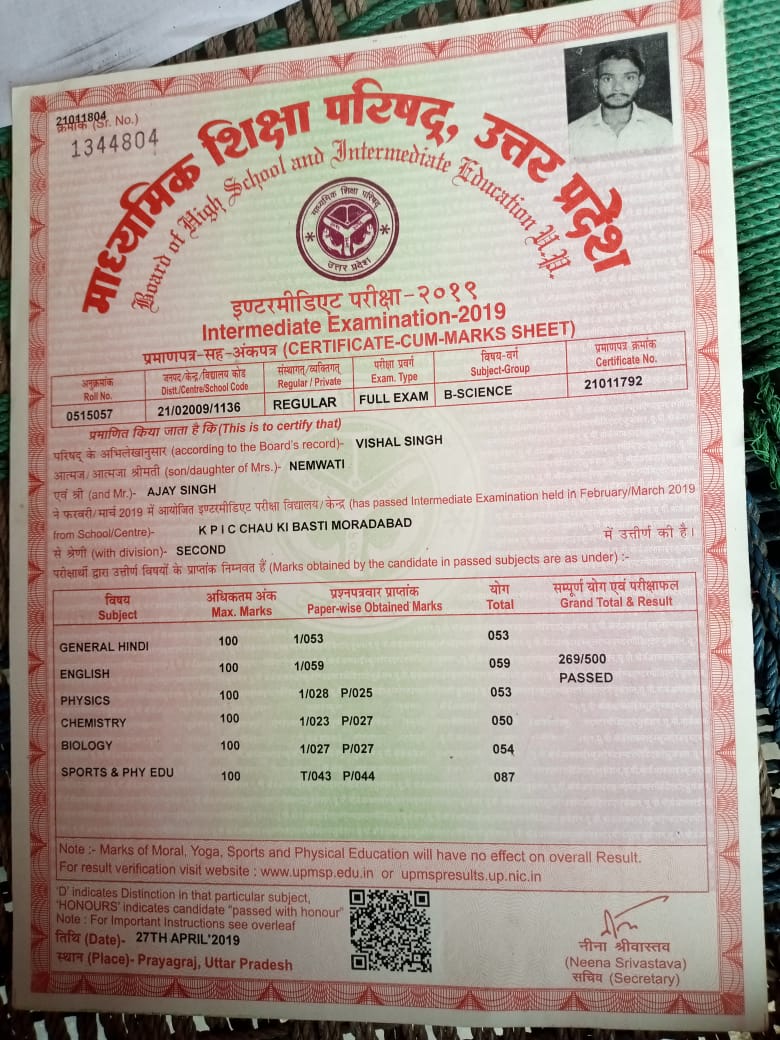 21011804
क्रमांक (Sr. No.)
1344804
माध्यमिक शिक्षा परिषद्, उत्तर प्रदेश
Board of High School and Intermediate Education U.P.
माध्यमिक शिक्षा परिषद्
उत्तर प्रदेश
इण्टरमीडिएट परीक्षा-२०१९
Intermediate Examination-2019
प्रमाणपत्र-सह-अंकपत्र (CERTIFICATE-CUM-MARKS SHEET)
अनुक्रमांक जनपद/केन्द्र/विद्यालय कोड संस्थागत/व्यक्तिगत परीक्षा प्रवर्ग विषय-वर्ग प्रमाणपत्र क्रमांक
Roll No. Distt./Centre/School Code Regular / Private Exam. Type Subject-Group Certificate No.
0515057 21/02009/1136 REGULAR FULL EXAM B-SCIENCE 21011792
प्रमाणित किया जाता है कि (This is to certify that)
परिषद् के अभिलेखानुसार (according to the Board's record)- VISHAL SINGH
आत्मज/आत्मजा श्रीमती (son/daughter of Mrs.)- NEMWATI
एवं श्री (and Mr.)- AJAY SINGH
ने फरवरी/मार्च 2019 में आयोजित इण्टरमीडिएट परीक्षा विद्यालय/केन्द्र (has passed Intermediate Examination held in February/March 2019
from School/Centre)- K P I C CHAU KI BASTI MORADABAD में उत्तीर्ण की है।
से श्रेणी (with division)- SECOND
परीक्षार्थी द्वारा उत्तीर्ण विषयों के प्राप्तांक निम्नवत हैं (Marks obtained by the candidate in passed subjects are as under) :-
विषय अधिकतम अंक प्रश्नपत्रवार प्राप्तांक योग सम्पूर्ण योग एवं परीक्षाफल
Subject Max. Marks Paper-wise Obtained Marks Total Grand Total & Result
GENERAL HINDI 100 1/053 053
ENGLISH 100 1/059 059 269/500
PASSED
PHYSICS 100 1/028 P/025 053
CHEMISTRY 100 1/023 P/027 050
BIOLOGY 100 1/027 P/027 054
SPORTS & PHY EDU 100 T/043 P/044 087
Note :- Marks of Moral, Yoga, Sports and Physical Education will have no effect on overall Result.
For result verification visit website : www.upmsp.edu.in or upmspresults.up.nic.in
'D' indicates Distinction in that particular subject,
'HONOURS' indicates candidate "passed with honour"
Note : For Important Instructions see overleaf
तिथि (Date)- 27TH APRIL'2019
स्थान (Place)- Prayagraj, Uttar Pradesh
नीना श्रीवास्तव
(Neena Srivastava)
सचिव (Secretary)